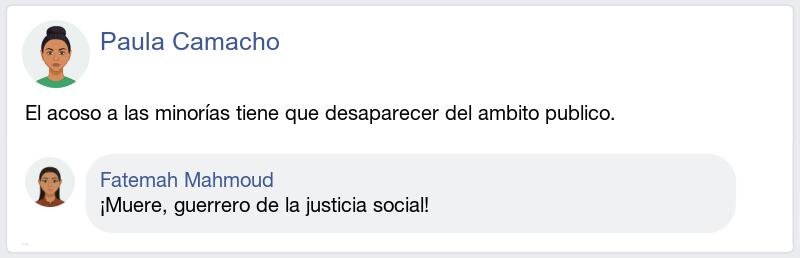 Paula Camacho
El acoso a las minorías tiene que desaparecer del ambito publico.
Fatemah Mahmoud
¡Muere, guerrero de la justicia social!